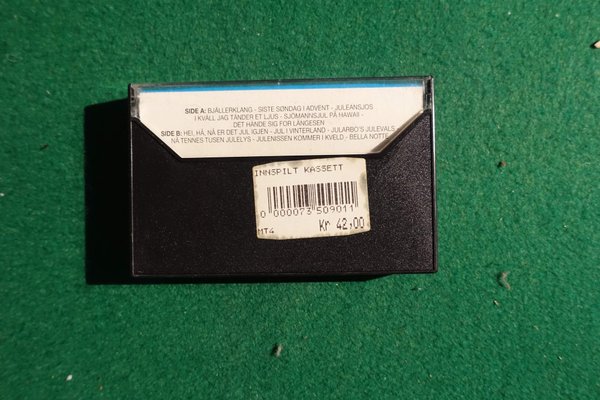 SIDE A: BJÄLLERKLANG - SISTE SØNDAG I ADVENT - JULEANSJOS
I KVÄLL JAG TÄNDER ET LJUS - SJÖMANNSJUL PÅ HAWAII -
DET HÄNDE SIG FOR LÄNGESEN
SIDE B: HEI, HÅ, NÅ ER DET JUL IGJEN - JUL I VINTERLAND - JULARBO'S JULEVALS
NÅ TENNES TUSEN JULELYS - JULENISSEN KOMMER I KVELD - BELLA NOTTE
INNSPILT KASSETT
0 000073 509011
MT4 Kr 42,00